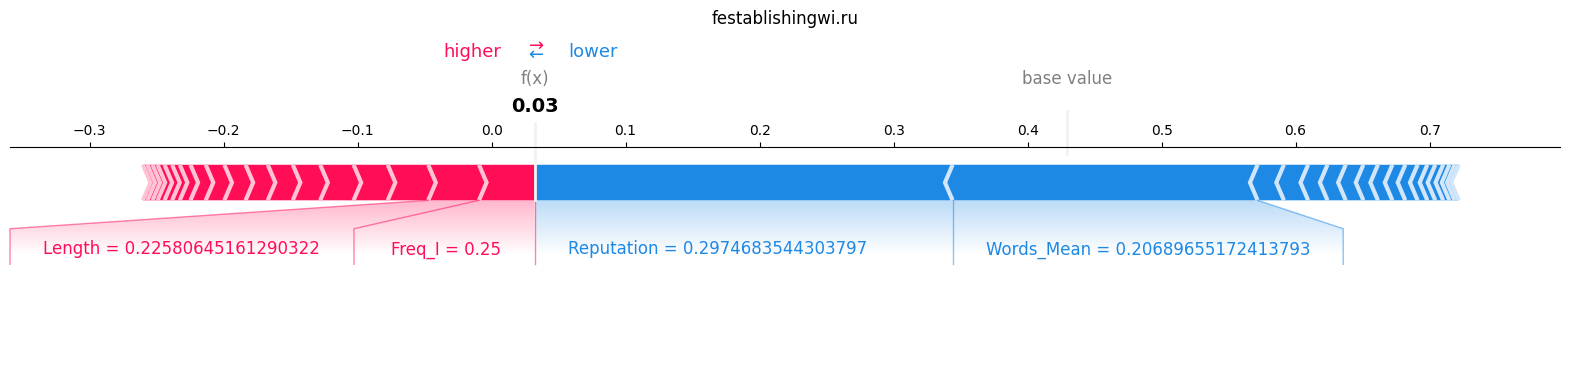 festablishingwi.ru
higher ⇄ lower
f(x) base value
0.03
−0.3 −0.2 −0.1 0.0 0.1 0.2 0.3 0.4 0.5 0.6 0.7
Length = 0.22580645161290322 Freq_I = 0.25 Reputation = 0.2974683544303797 Words_Mean = 0.20689655172413793